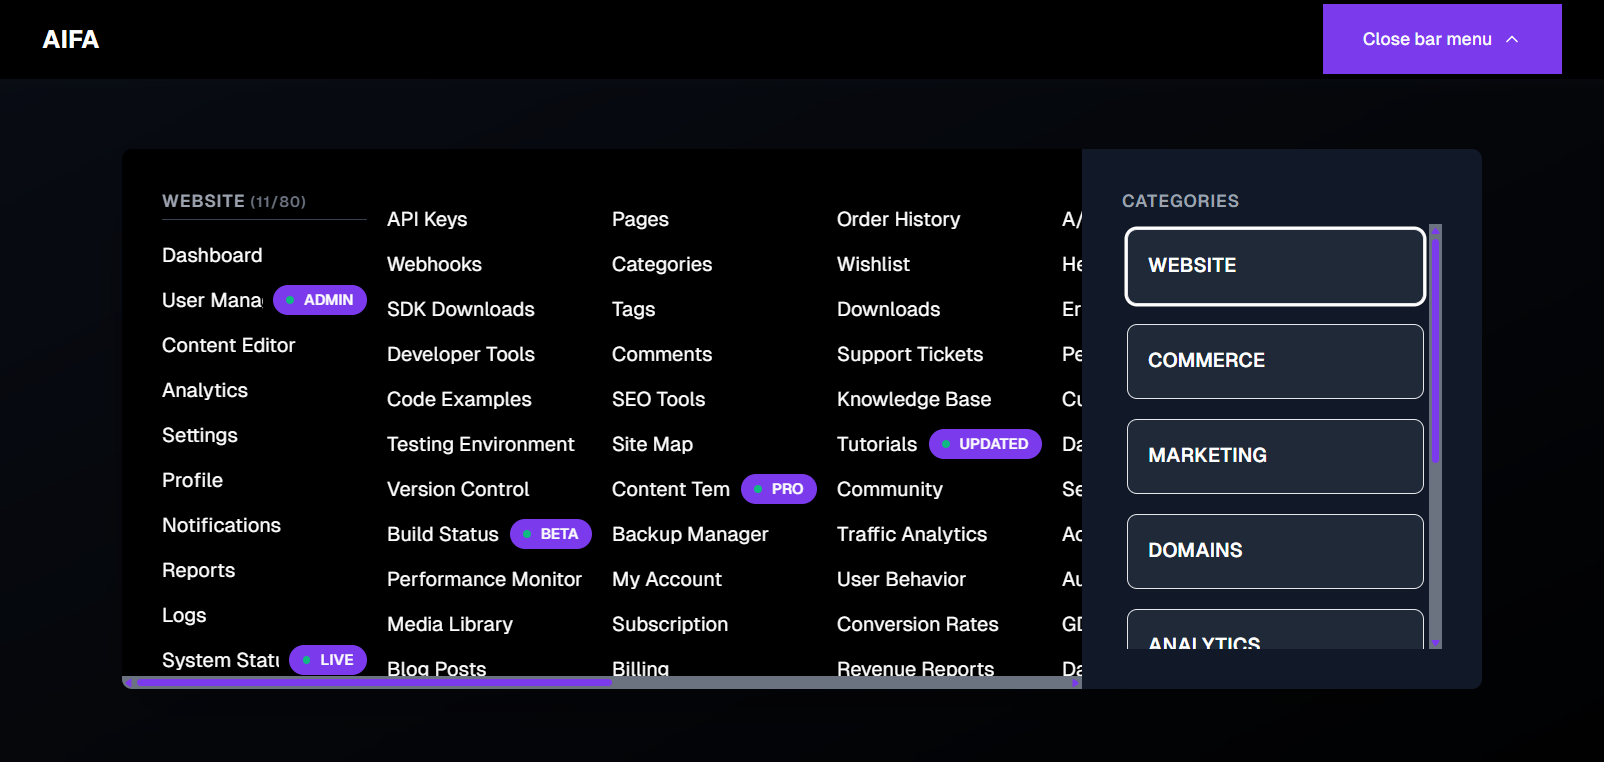 AIFA
Close bar menu
WEBSITE (11/80)
Dashboard
User Mana
ADMIN
Content Editor
Analytics
Settings
Profile
Notifications
Reports
Logs
System Statu
LIVE
API Keys
Webhooks
SDK Downloads
Developer Tools
Code Examples
Testing Environment
Version Control
Build Status
BETA
Performance Monitor
Media Library
Blog Posts
Pages
Categories
Tags
Comments
SEO Tools
Site Map
Content Tem
PRO
Backup Manager
My Account
Subscription
Billing
Order History
Wishlist
Downloads
Support Tickets
Knowledge Base
Tutorials
UPDATED
Community
Traffic Analytics
User Behavior
Conversion Rates
Revenue Reports
A/
He
Er
Pe
Cu
Da
Se
Ac
Au
GD
Da
CATEGORIES
WEBSITE
COMMERCE
MARKETING
DOMAINS
ANALYTICS